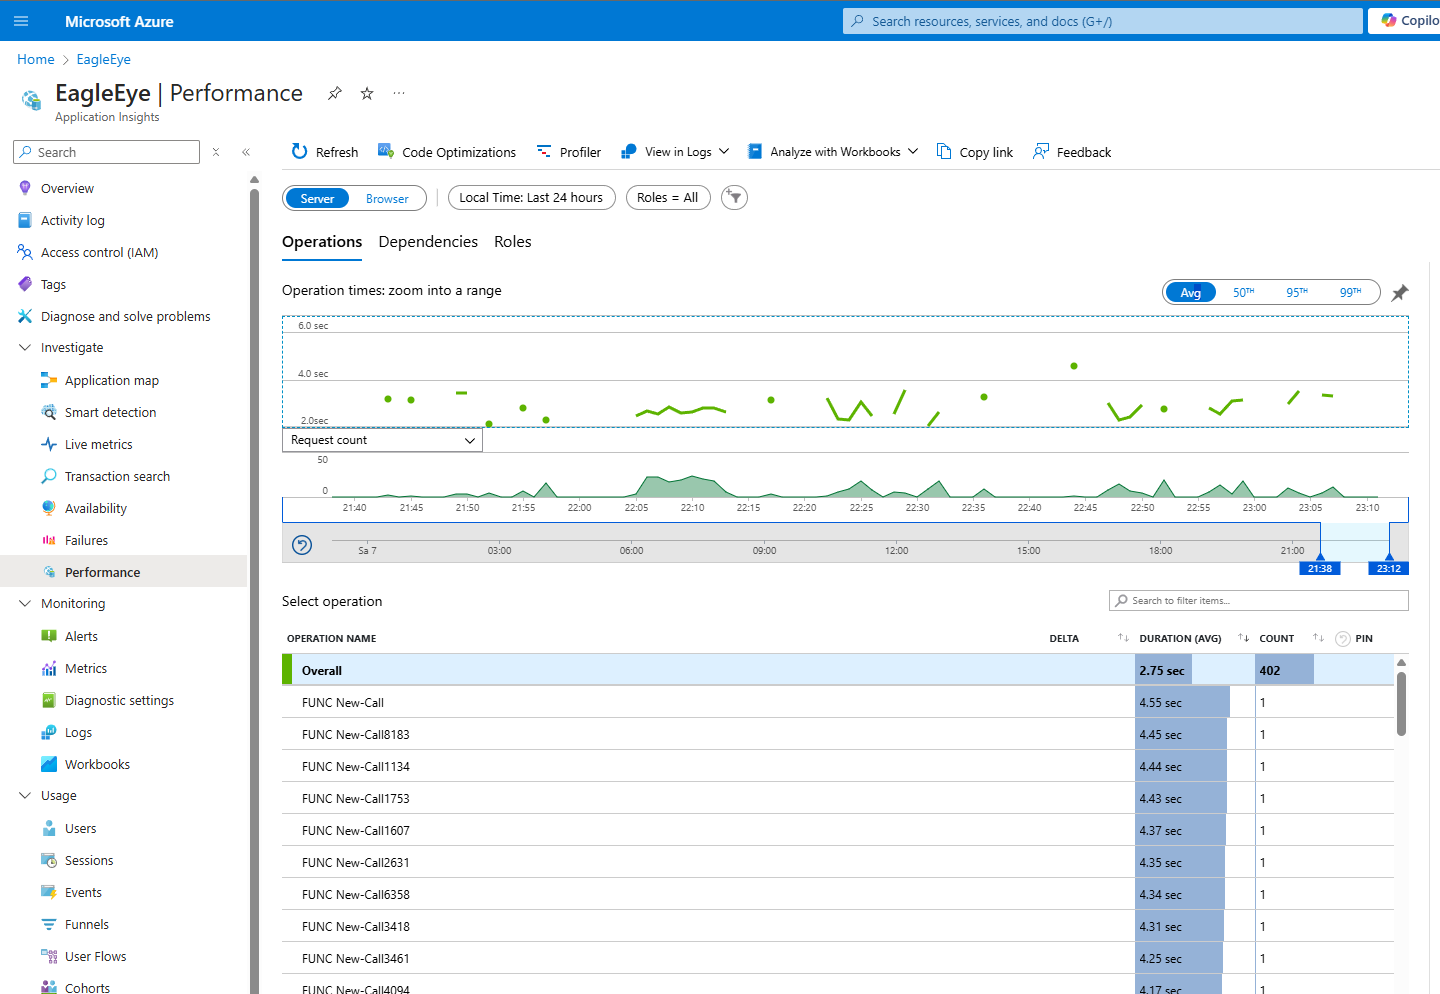 Microsoft Azure
Search resources, services, and docs (G+/)
Copilo
Home > EagleEye
EagleEye | Performance
Application Insights
Search
Refresh
Code Optimizations
Profiler
View in Logs
Analyze with Workbooks
Copy link
Feedback
Overview
Activity log
Access control (IAM)
Tags
Diagnose and solve problems
Investigate
Application map
Smart detection
Live metrics
Transaction search
Availability
Failures
Performance
Monitoring
Alerts
Metrics
Diagnostic settings
Logs
Workbooks
Usage
Users
Sessions
Events
Funnels
User Flows
Cohorts
Server Browser
Local Time: Last 24 hours
Roles = All
Operations Dependencies Roles
Operation times: zoom into a range
Avg 50TH 95TH 99TH
6.0 sec
4.0 sec
2.0sec
Request count
50
0
21:40 21:45 21:50 21:55 22:00 22:05 22:10 22:15 22:20 22:25 22:30 22:35 22:40 22:45 22:50 22:55 23:00 23:05 23:10
Sa 7 03:00 06:00 09:00 12:00 15:00 18:00 21:00
21:38 23:12
Select operation
Search to filter items...
OPERATION NAME DELTA DURATION (AVG) COUNT PIN
Overall 2.75 sec 402
FUNC New-Call 4.55 sec 1
FUNC New-Call8183 4.45 sec 1
FUNC New-Call1134 4.44 sec 1
FUNC New-Call1753 4.43 sec 1
FUNC New-Call1607 4.37 sec 1
FUNC New-Call2631 4.35 sec 1
FUNC New-Call6358 4.34 sec 1
FUNC New-Call3418 4.31 sec 1
FUNC New-Call3461 4.25 sec 1
FUNC New-Call4094 4.17 sec 1